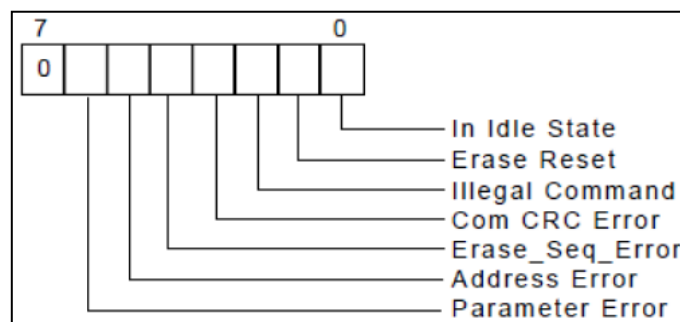 7 0
0
In Idle State
Erase Reset
Illegal Command
Com CRC Error
Erase_Seq_Error
Address Error
Parameter Error